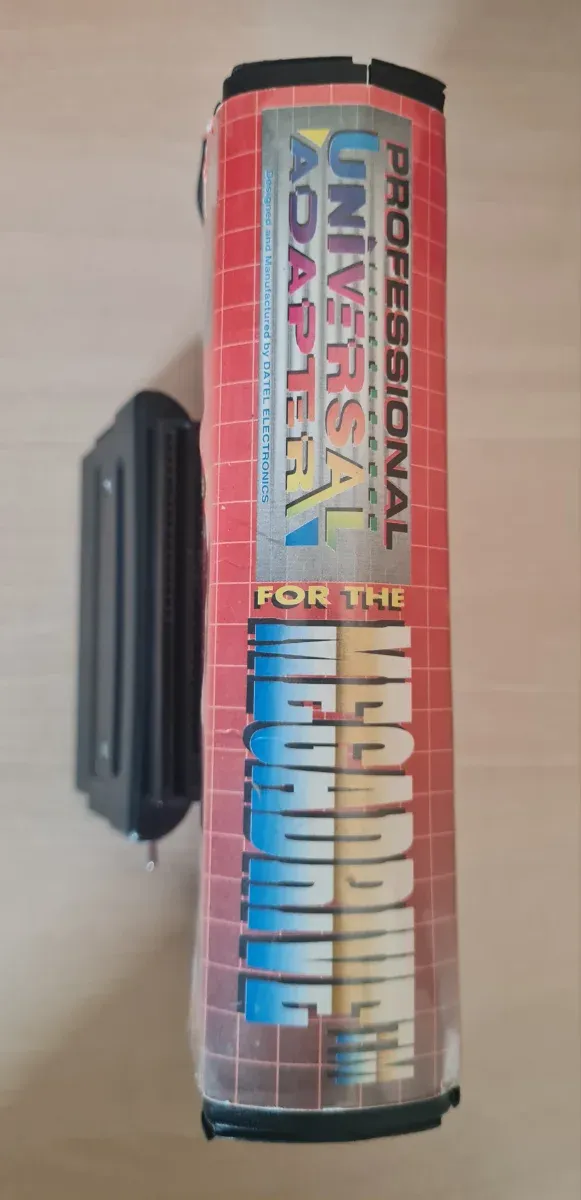 PROFESSIONAL
UNIVERSAL
ADAPTER
Designed and Manufactured by DATEL ELECTRONICS
FOR THE
MEGADRIVE™